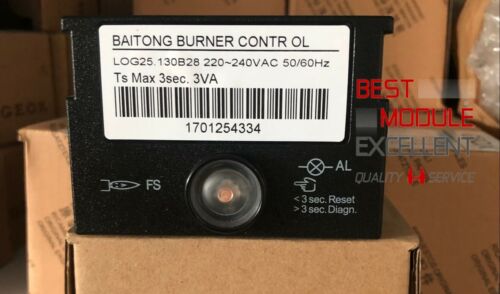 BAITONG BURNER CONTR OL
LOG25.130B28 220~240VAC 50/60Hz
Ts Max 3sec. 3VA
1701254334
FS
AL
< 3 sec. Reset
> 3 sec. Diagn.
BEST
MODULE
EXCELLENT
QUALITY SERVICE